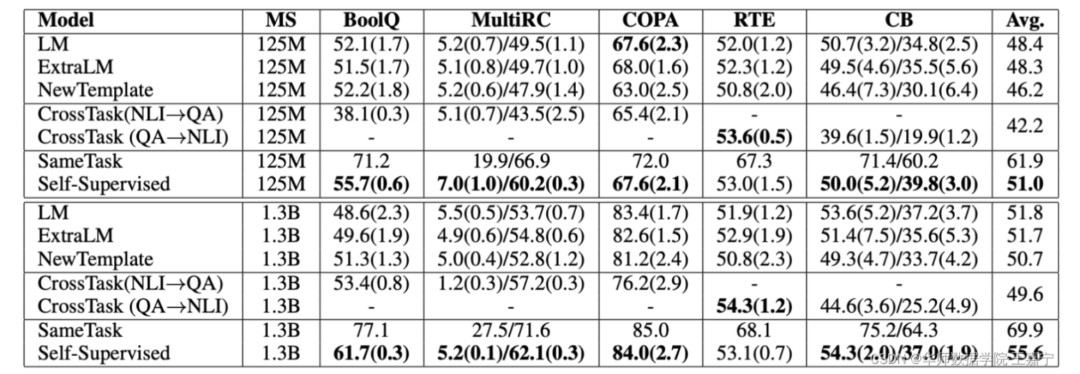 Model MS BoolQ MultiRC COPA RTE CB Avg.
LM 125M 52.1(1.7) 5.2(0.7)/49.5(1.1) 67.6(2.3) 52.0(1.2) 50.7(3.2)/34.8(2.5) 48.4
ExtraLM 125M 51.5(1.7) 5.1(0.8)/49.7(1.0) 68.0(1.6) 52.3(1.2) 49.5(4.6)/35.5(5.6) 48.3
NewTemplate 125M 52.2(1.8) 5.2(0.6)/47.9(1.4) 63.0(2.5) 50.8(2.0) 46.4(7.3)/30.1(6.4) 46.2
CrossTask(NLI→QA) 125M 38.1(0.3) 5.1(0.7)/43.5(2.5) 65.4(2.1) - - 42.2
CrossTask (QA→NLI) 125M - - - 53.6(0.5) 39.6(1.5)/19.9(1.2)
SameTask 125M 71.2 19.9/66.9 72.0 67.3 71.4/60.2 61.9
Self-Supervised 125M 55.7(0.6) 7.0(1.0)/60.2(0.3) 67.6(2.1) 53.0(1.5) 50.0(5.2)/39.8(3.0) 51.0
LM 1.3B 48.6(2.3) 5.5(0.5)/53.7(0.7) 83.4(1.7) 51.9(1.2) 53.6(5.2)/37.2(3.7) 51.8
ExtraLM 1.3B 49.6(1.9) 4.9(0.6)/54.8(0.6) 82.6(1.5) 52.9(1.9) 51.4(7.5)/35.6(5.3) 51.7
NewTemplate 1.3B 51.3(1.3) 5.0(0.4)/52.8(1.2) 81.2(2.4) 50.8(2.3) 49.3(4.7)/33.7(4.2) 50.7
CrossTask(NLI→QA) 1.3B 53.4(0.8) 1.2(0.3)/57.2(0.3) 76.2(2.9) - - 49.6
CrossTask (QA→NLI) 1.3B - - - 54.3(1.2) 44.6(3.6)/25.2(4.9)
SameTask 1.3B 77.1 27.5/71.6 85.0 68.1 75.2/64.3 69.9
Self-Supervised 1.3B 61.7(0.3) 5.2(0.1)/62.1(0.3) 84.0(2.7) 53.1(0.7) 54.3(2.0)/37.0(1.9) 55.6
CSDN @华师数据学院·王嘉宁